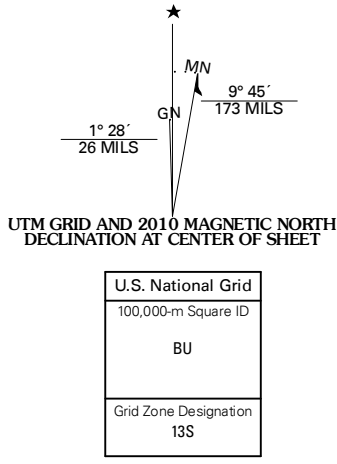 ★
MN
GN
9° 45´
173 MILS
1° 28´
26 MILS
UTM GRID AND 2010 MAGNETIC NORTH
DECLINATION AT CENTER OF SHEET
U.S. National Grid
100,000-m Square ID
BU
Grid Zone Designation
13S